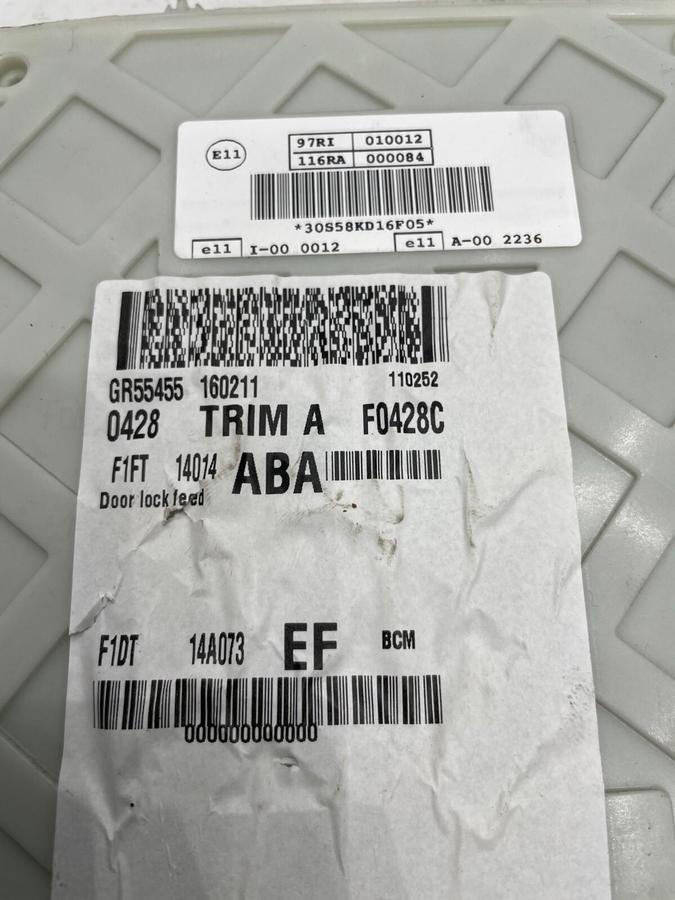 E11
97RI 010012
116RA 000084
*30S58KD16F05*
e11 I-00 0012 e11 A-00 2236
GR55455 160211 110252
0428 TRIM A F0428C
F1FT 14014 ABA
Door lock feed
F1DT 14A073 EF BCM
000000000000